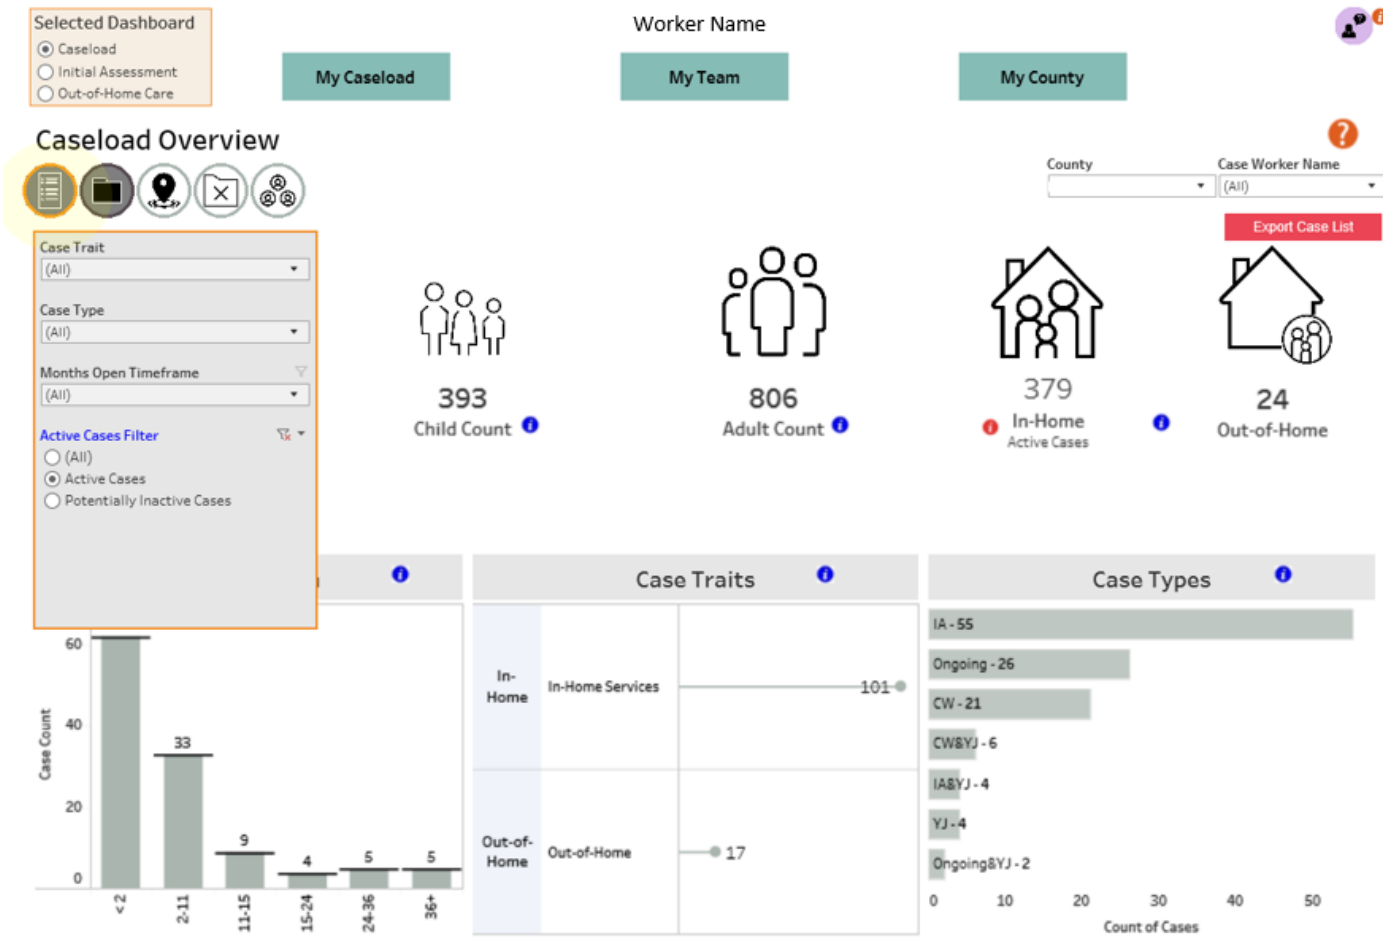 Selected Dashboard
Caseload
Initial Assessment
Out-of-Home Care
Worker Name
My Caseload
My Team
My County
Caseload Overview
?
County
Case Worker Name
(All)
Export Case List
Case Trait
(All)
Case Type
(All)
Months Open Timeframe
(All)
Active Cases Filter
(All)
Active Cases
Potentially Inactive Cases
393
Child Count
806
Adult Count
379
In-Home
Active Cases
24
Out-of-Home
Case Traits
Case Types
60
40
20
0
Case Count
33
9
4
5
5
< 2
2-11
11-15
15-24
24-36
36+
In-
Home
In-Home Services
101
Out-of-
Home
Out-of-Home
17
IA - 55
Ongoing - 26
CW - 21
CW&YJ - 6
IA&YJ - 4
YJ - 4
Ongoing&YJ - 2
0 10 20 30 40 50
Count of Cases